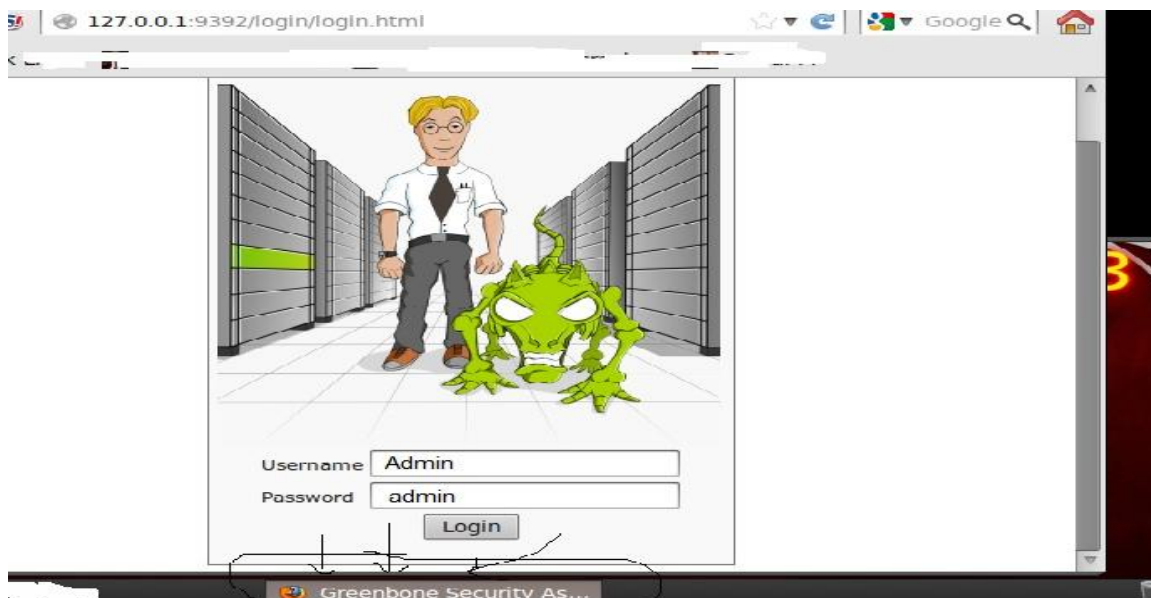 127.0.0.1:9392/login/login.html
Google
Username Admin
Password admin
Login
Greenbone Security As...